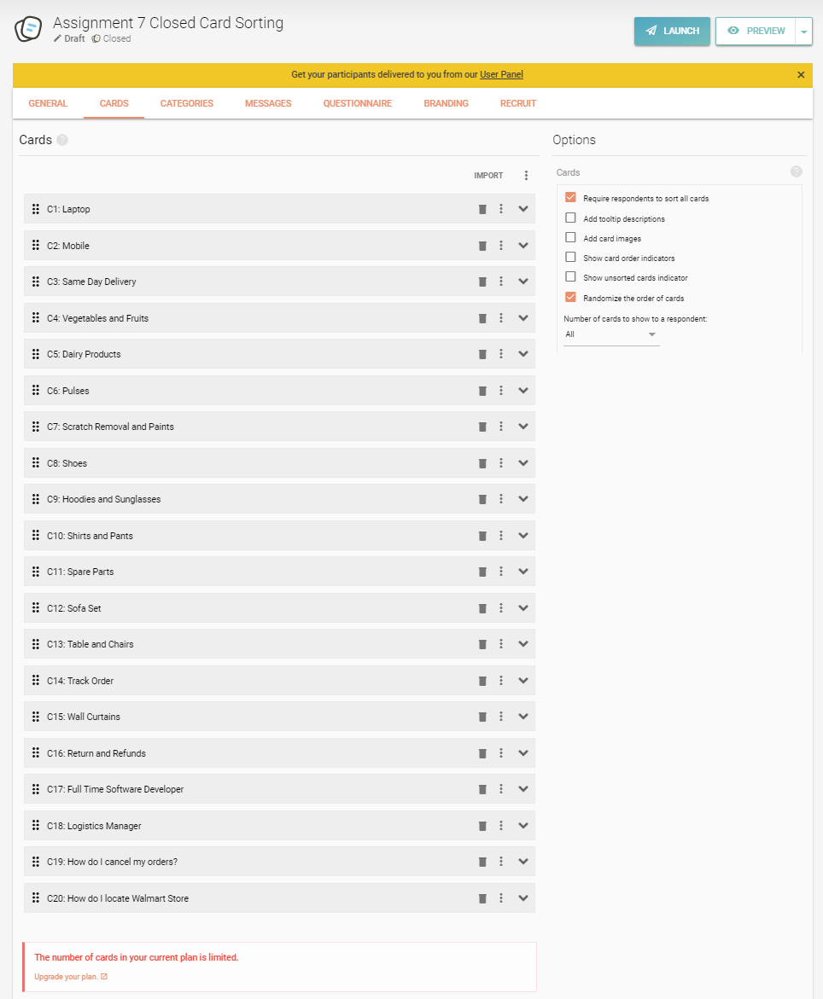 Assignment 7 Closed Card Sorting
Draft Closed
LAUNCH
PREVIEW
Get your participants delivered to you from our User Panel
GENERAL CARDS CATEGORIES MESSAGES QUESTIONNAIRE BRANDING RECRUIT
Cards ?
IMPORT
C1: Laptop
C2: Mobile
C3: Same Day Delivery
C4: Vegetables and Fruits
C5: Dairy Products
C6: Pulses
C7: Scratch Removal and Paints
C8: Shoes
C9: Hoodies and Sunglasses
C10: Shirts and Pants
C11: Spare Parts
C12: Sofa Set
C13: Table and Chairs
C14: Track Order
C15: Wall Curtains
C16: Return and Refunds
C17: Full Time Software Developer
C18: Logistics Manager
C19: How do I cancel my orders?
C20: How do I locate Walmart Store
The number of cards in your current plan is limited.
Upgrade your plan.
Options
Cards ?
Require respondents to sort all cards
Add tooltip descriptions
Add card images
Show card order indicators
Show unsorted cards indicator
Randomize the order of cards
Number of cards to show to a respondent:
All